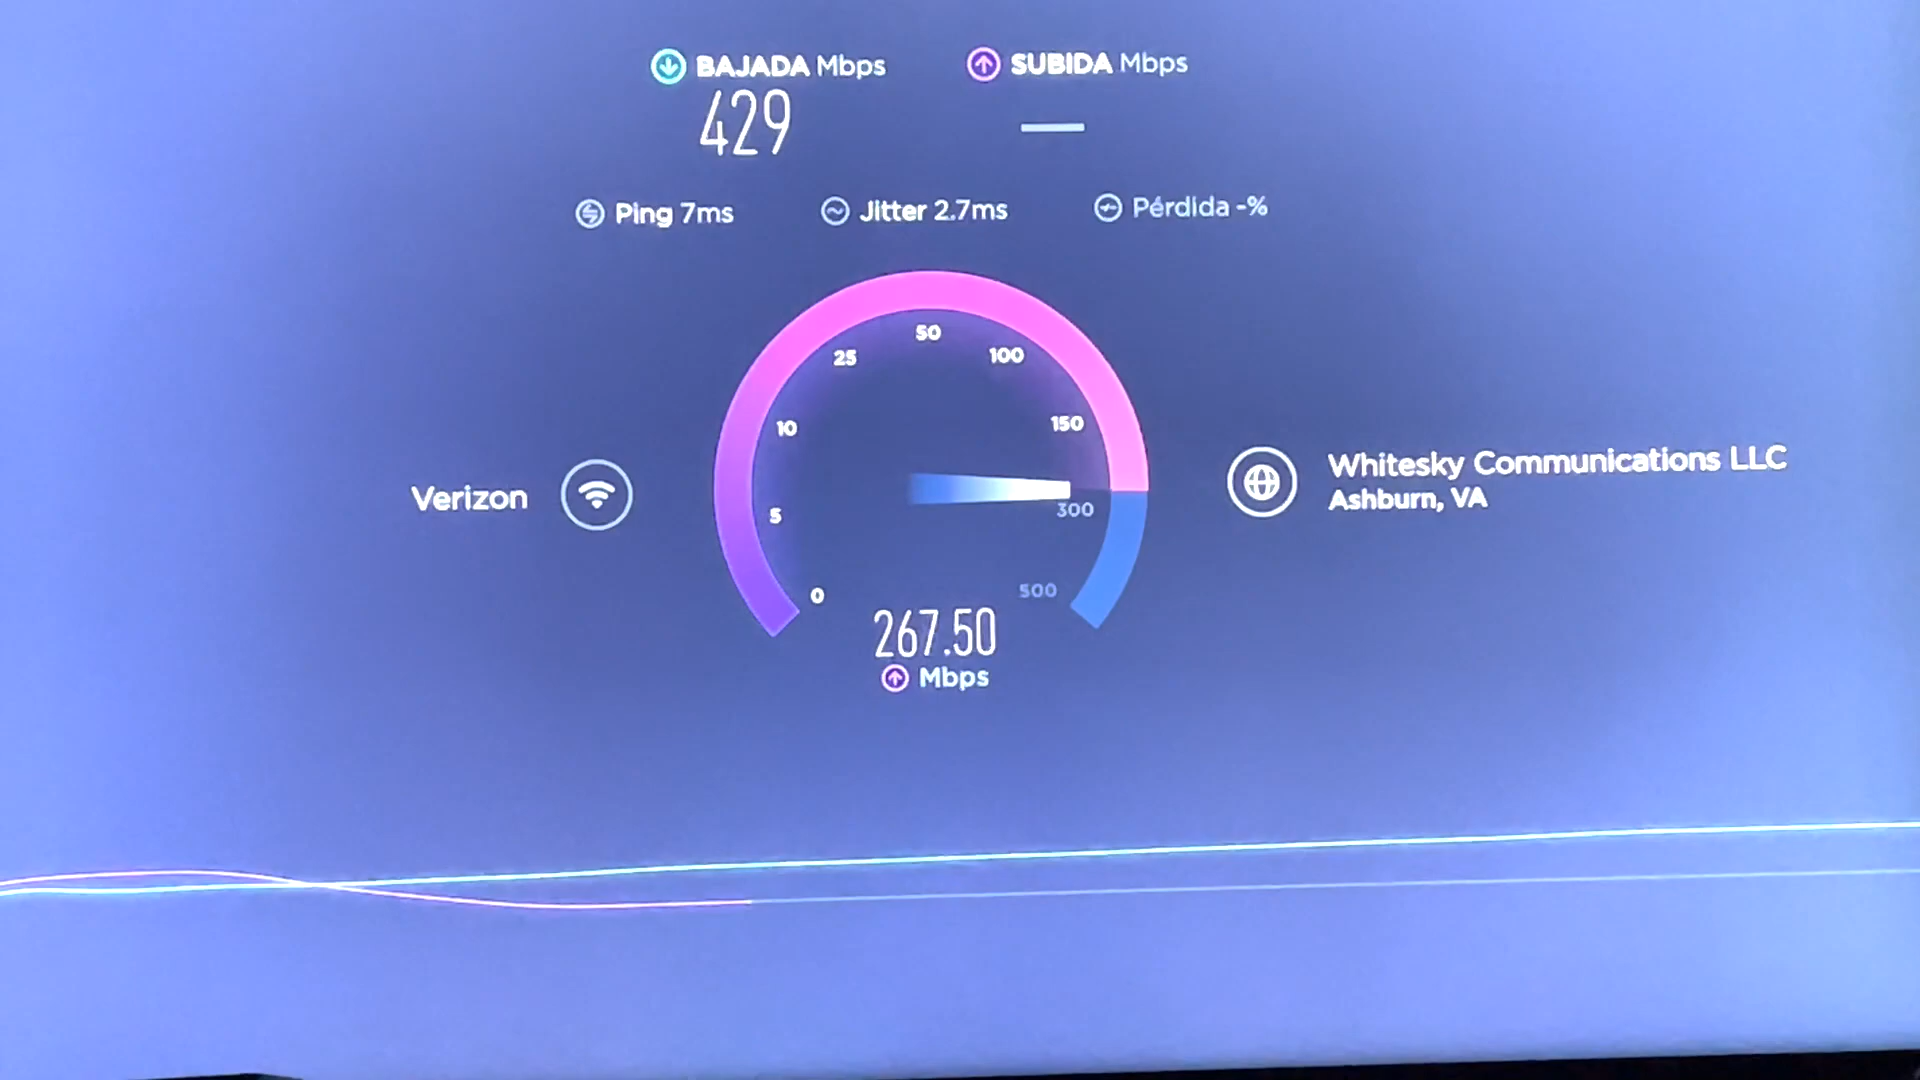 BAJADA Mbps
429
SUBIDA Mbps
—
Ping 7ms
Jitter 2.7ms
Pérdida -%
0
5
10
25
50
100
150
300
500
267.50
Mbps
Verizon
Whitesky Communications LLC
Ashburn, VA